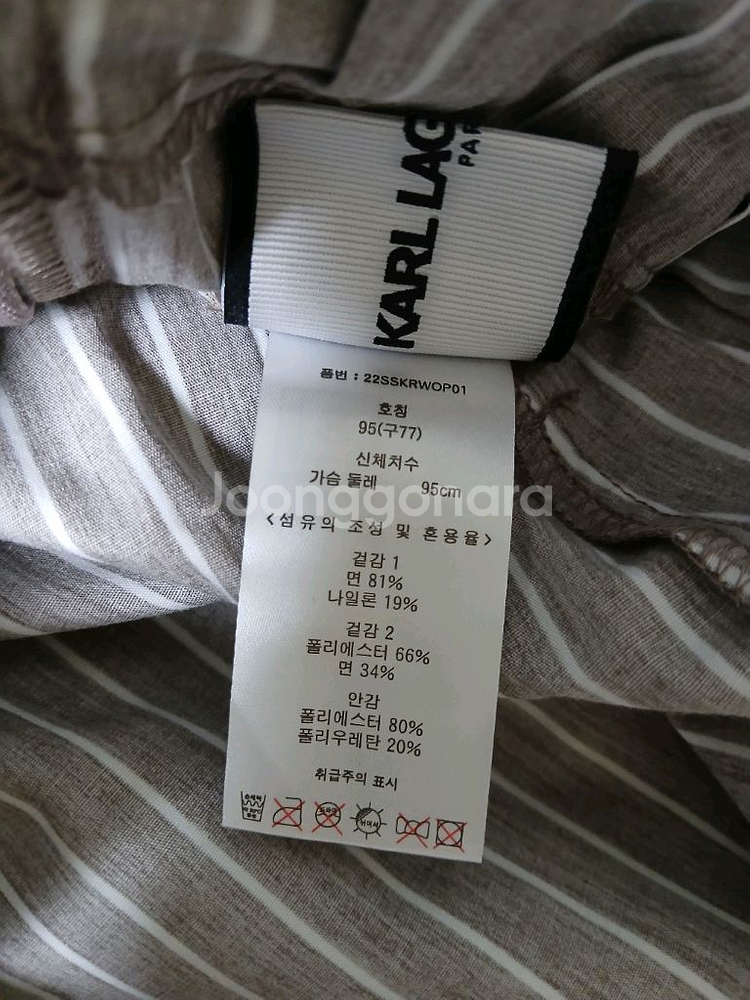 KARL LAG
PAR
품번 : 22SSKRWOP01
호칭
95(구77)
신체치수
가슴 둘레 95cm
Joonggonara
<섬유의 조성 및 혼용율>
겉감 1
면 81%
나일론 19%
겉감 2
폴리에스터 66%
면 34%
안감
폴리에스터 80%
폴리우레탄 20%
취급주의 표시
손세탁